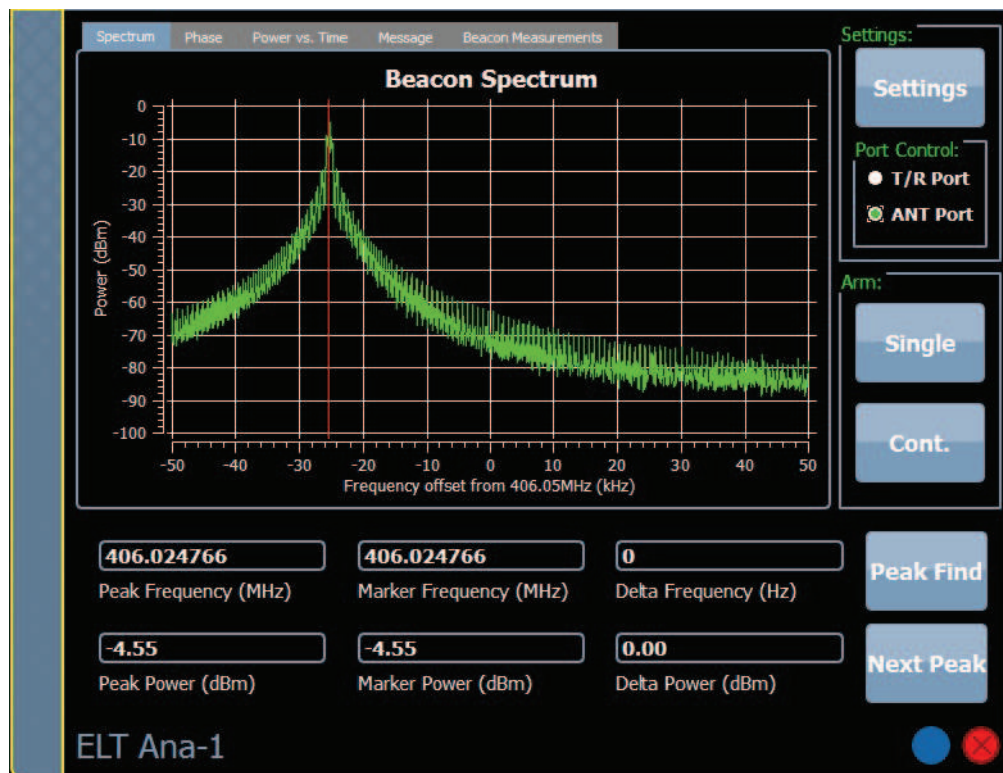 Spectrum Phase Power vs. Time Message Beacon Measurements
Beacon Spectrum
Power (dBm)
0
-10
-20
-30
-40
-50
-60
-70
-80
-90
-100
-50 -40 -30 -20 -10 0 10 20 30 40 50
Frequency offset from 406.05MHz (kHz)
Settings:
Settings
Port Control:
T/R Port
ANT Port
Arm:
Single
Cont.
406.024766 406.024766 0
Peak Frequency (MHz) Marker Frequency (MHz) Delta Frequency (Hz)
Peak Find
-4.55 -4.55 0.00
Peak Power (dBm) Marker Power (dBm) Delta Power (dBm)
Next Peak
ELT Ana-1